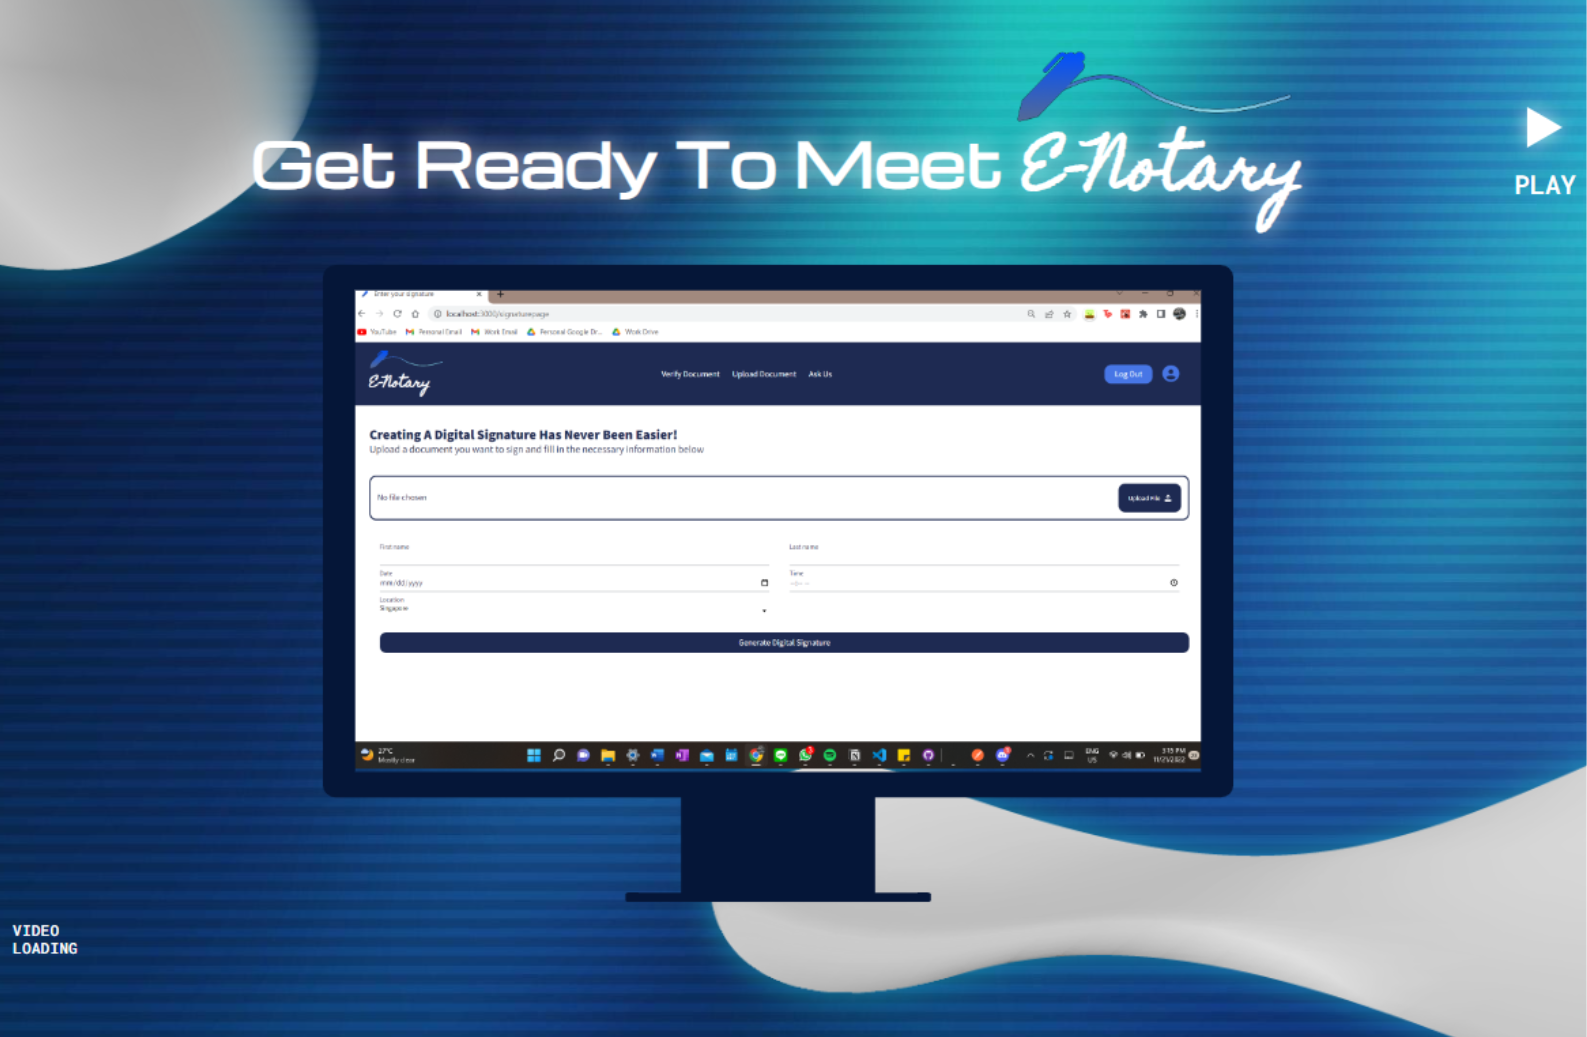 Get Ready To Meet E-Notary
PLAY
Enter your signature
localhost:3000/signaturepage
YouTube Personal Email Work Email Personal Google Dr... Work Drive
E-Notary
Verify Document Upload Document Ask Us
Log Out
Creating A Digital Signature Has Never Been Easier!
Upload a document you want to sign and fill in the necessary information below
No file chosen
Upload File
First name Last name
Date Time
mm/dd/yyyy
Location
Singapore
Generate Digital Signature
27°C
Mostly clear
ENG
US
3:15 PM
11/21/2022
VIDEO
LOADING